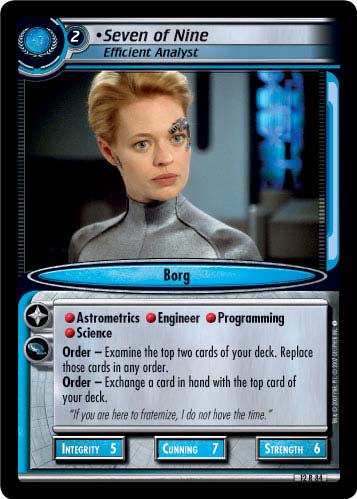 2
•Seven of Nine
Efficient Analyst
Borg
Astrometrics Engineer Programming
Science
Order – Examine the top two cards of your deck. Replace
those cards in any order.
Order – Exchange a card in hand with the top card of
your deck.
"If you are here to fraternize, I do not have the time."
INTEGRITY 5 CUNNING 7 STRENGTH 6
12 R 84